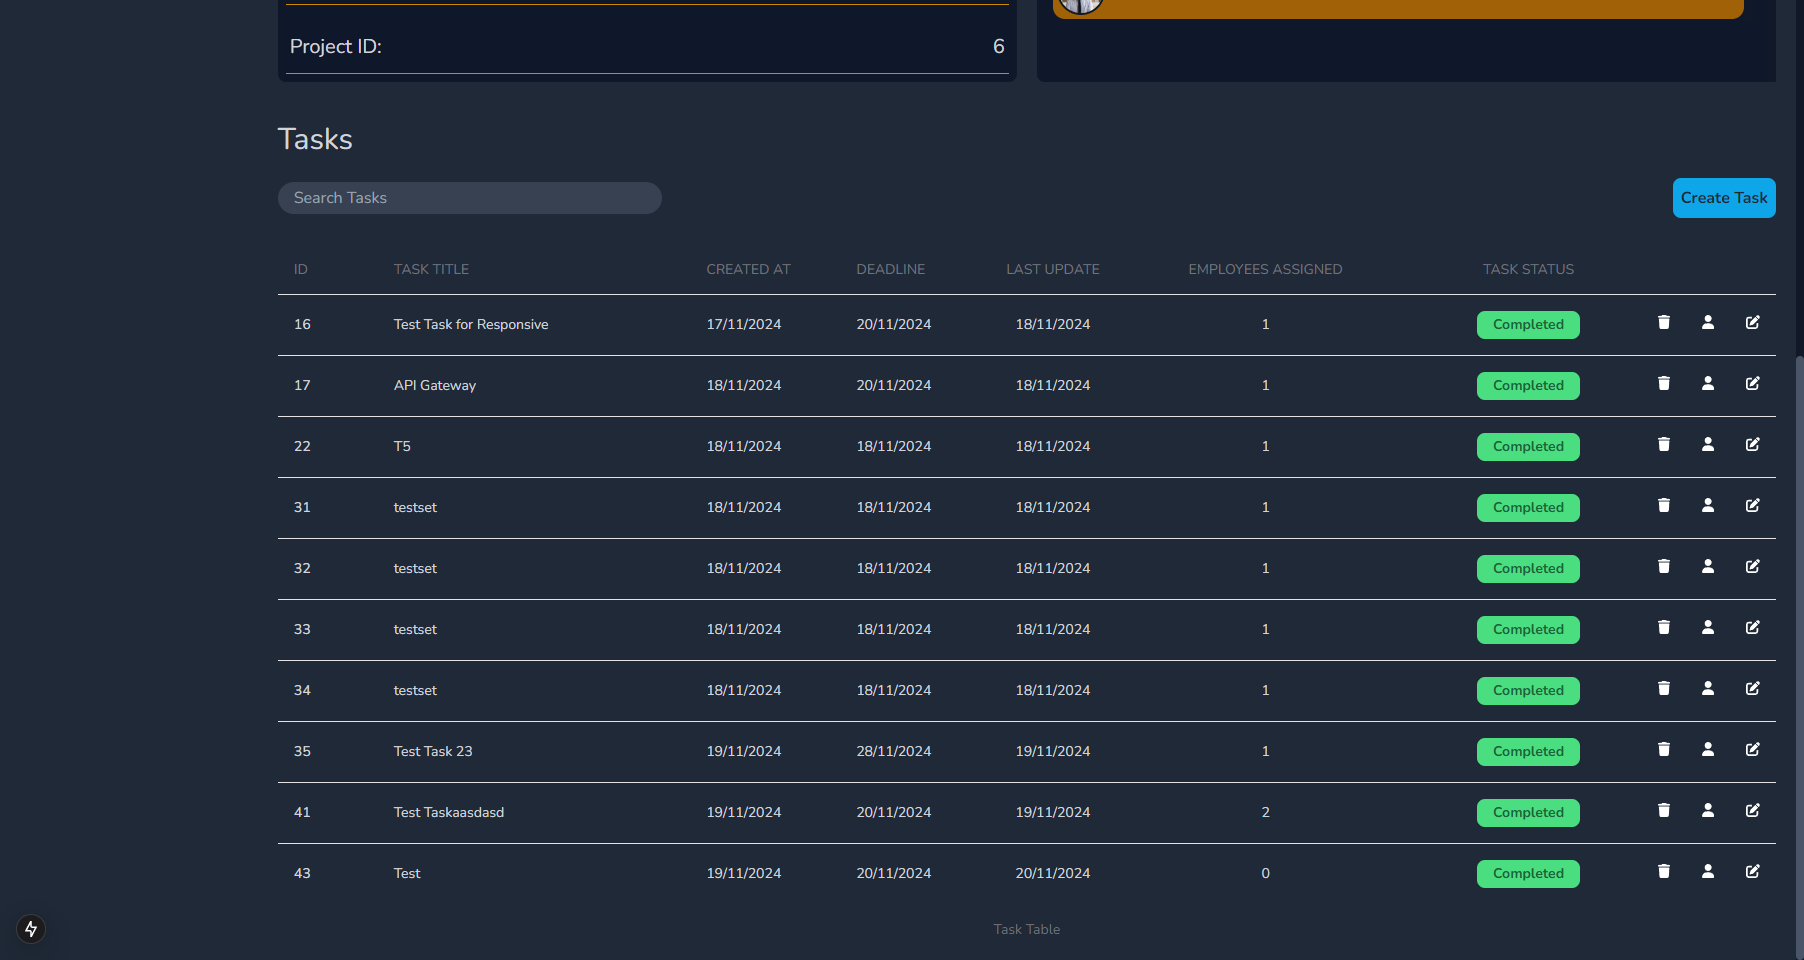 Project ID: 6
Tasks
Search Tasks
Create Task
ID TASK TITLE CREATED AT DEADLINE LAST UPDATE EMPLOYEES ASSIGNED TASK STATUS
16 Test Task for Responsive 17/11/2024 20/11/2024 18/11/2024 1 Completed
17 API Gateway 18/11/2024 20/11/2024 18/11/2024 1 Completed
22 T5 18/11/2024 18/11/2024 18/11/2024 1 Completed
31 testset 18/11/2024 18/11/2024 18/11/2024 1 Completed
32 testset 18/11/2024 18/11/2024 18/11/2024 1 Completed
33 testset 18/11/2024 18/11/2024 18/11/2024 1 Completed
34 testset 18/11/2024 18/11/2024 18/11/2024 1 Completed
35 Test Task 23 19/11/2024 28/11/2024 19/11/2024 1 Completed
41 Test Taskaasdasd 19/11/2024 20/11/2024 19/11/2024 2 Completed
43 Test 19/11/2024 20/11/2024 20/11/2024 0 Completed
Task Table